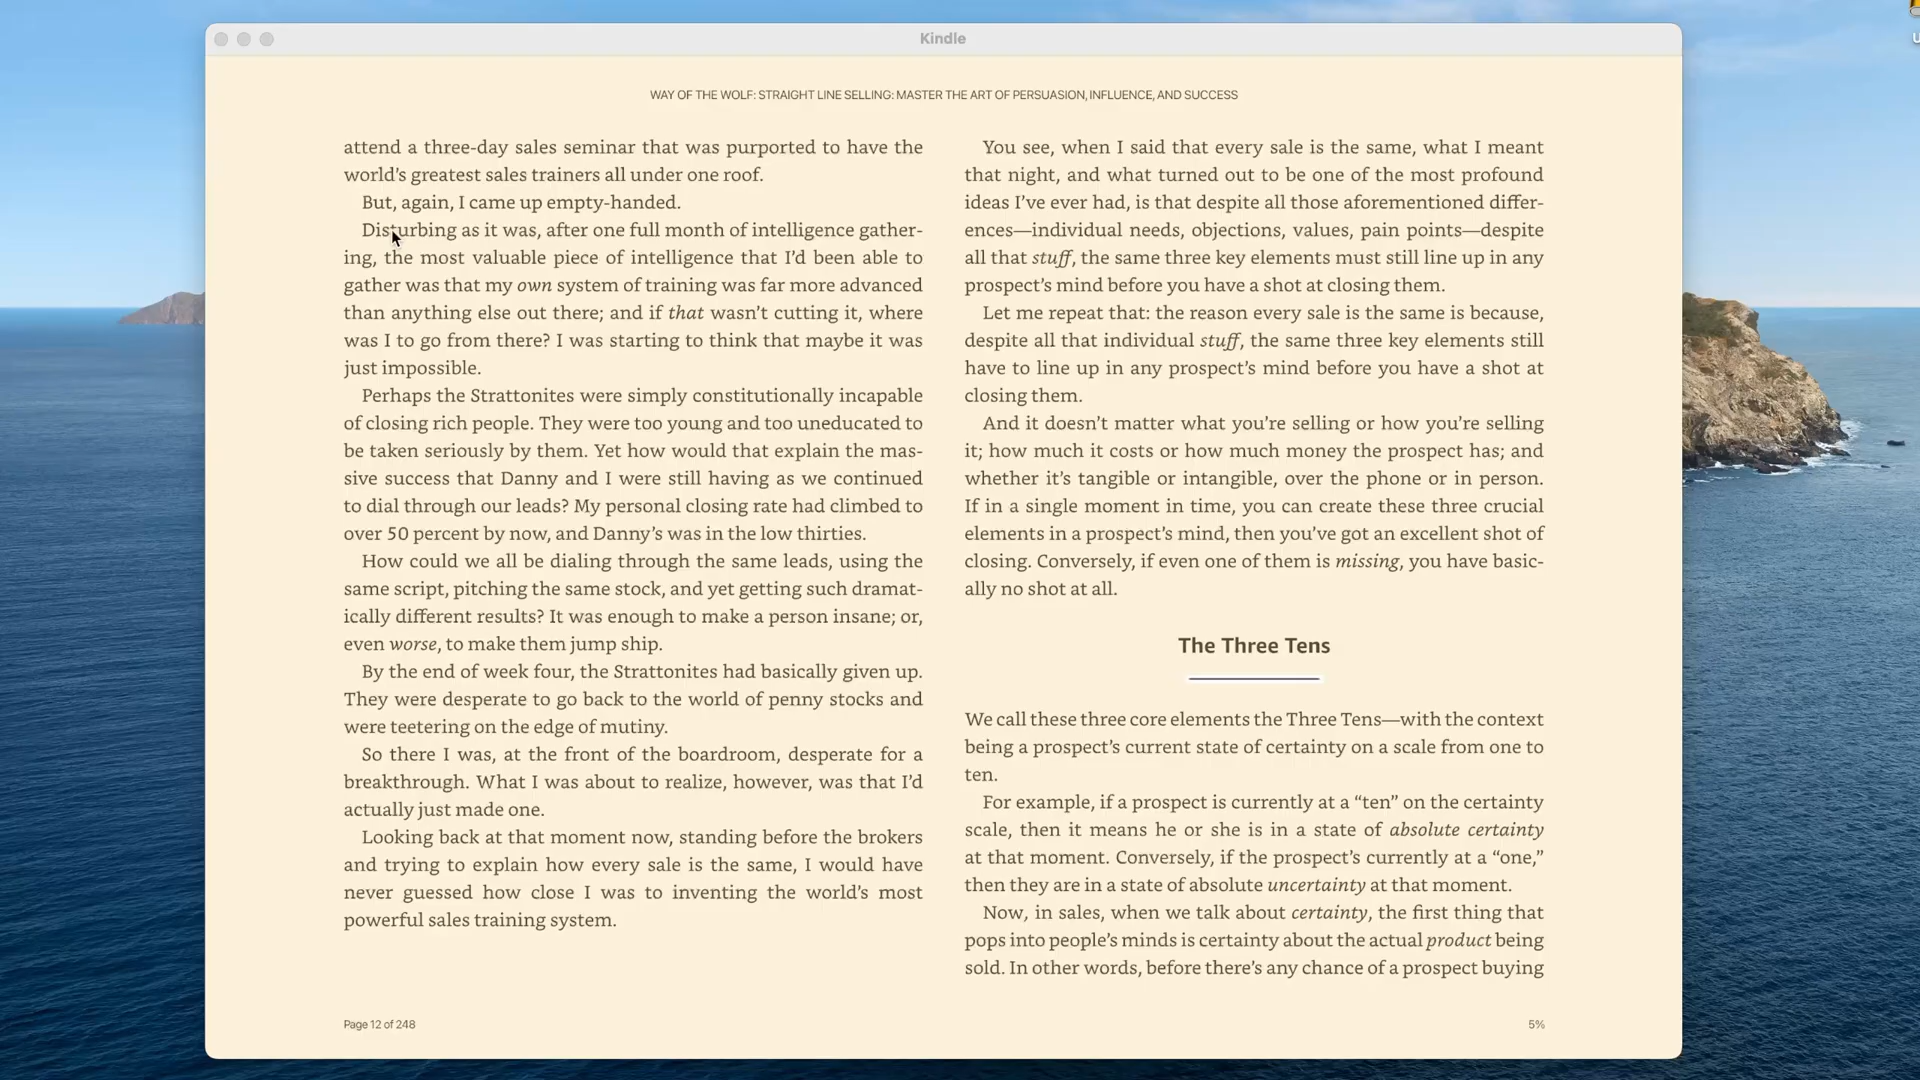 Kindle
WAY OF THE WOLF: STRAIGHT LINE SELLING: MASTER THE ART OF PERSUASION, INFLUENCE, AND SUCCESS
attend a three-day sales seminar that was purported to have the
world's greatest sales trainers all under one roof.
But, again, I came up empty-handed.
Disturbing as it was, after one full month of intelligence gather-
ing, the most valuable piece of intelligence that I'd been able to
gather was that my own system of training was far more advanced
than anything else out there; and if that wasn't cutting it, where
was I to go from there? I was starting to think that maybe it was
just impossible.
Perhaps the Strattonites were simply constitutionally incapable
of closing rich people. They were too young and too uneducated to
be taken seriously by them. Yet how would that explain the mas-
sive success that Danny and I were still having as we continued
to dial through our leads? My personal closing rate had climbed to
over 50 percent by now, and Danny's was in the low thirties.
How could we all be dialing through the same leads, using the
same script, pitching the same stock, and yet getting such dramat-
ically different results? It was enough to make a person insane; or,
even worse, to make them jump ship.
By the end of week four, the Strattonites had basically given up.
They were desperate to go back to the world of penny stocks and
were teetering on the edge of mutiny.
So there I was, at the front of the boardroom, desperate for a
breakthrough. What I was about to realize, however, was that I'd
actually just made one.
Looking back at that moment now, standing before the brokers
and trying to explain how every sale is the same, I would have
never guessed how close I was to inventing the world's most
powerful sales training system.
You see, when I said that every sale is the same, what I meant
that night, and what turned out to be one of the most profound
ideas I've ever had, is that despite all those aforementioned differ-
ences—individual needs, objections, values, pain points—despite
all that stuff, the same three key elements must still line up in any
prospect's mind before you have a shot at closing them.
Let me repeat that: the reason every sale is the same is because,
despite all that individual stuff, the same three key elements still
have to line up in any prospect's mind before you have a shot at
closing them.
And it doesn't matter what you're selling or how you're selling
it; how much it costs or how much money the prospect has; and
whether it's tangible or intangible, over the phone or in person.
If in a single moment in time, you can create these three crucial
elements in a prospect's mind, then you've got an excellent shot of
closing. Conversely, if even one of them is missing, you have basic-
ally no shot at all.
The Three Tens
We call these three core elements the Three Tens—with the context
being a prospect's current state of certainty on a scale from one to
ten.
For example, if a prospect is currently at a “ten” on the certainty
scale, then it means he or she is in a state of absolute certainty
at that moment. Conversely, if the prospect's currently at a “one,”
then they are in a state of absolute uncertainty at that moment.
Now, in sales, when we talk about certainty, the first thing that
pops into people's minds is certainty about the actual product being
sold. In other words, before there's any chance of a prospect buying
Page 12 of 248
5%